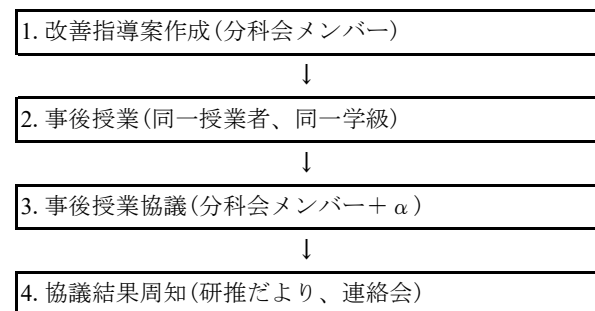 1. 改善指導案作成(分科会メンバー)
↓
2. 事後授業(同一授業者、同一学級)
↓
3. 事後授業協議(分科会メンバー＋α)
↓
4. 協議結果周知(研推だより、連絡会)